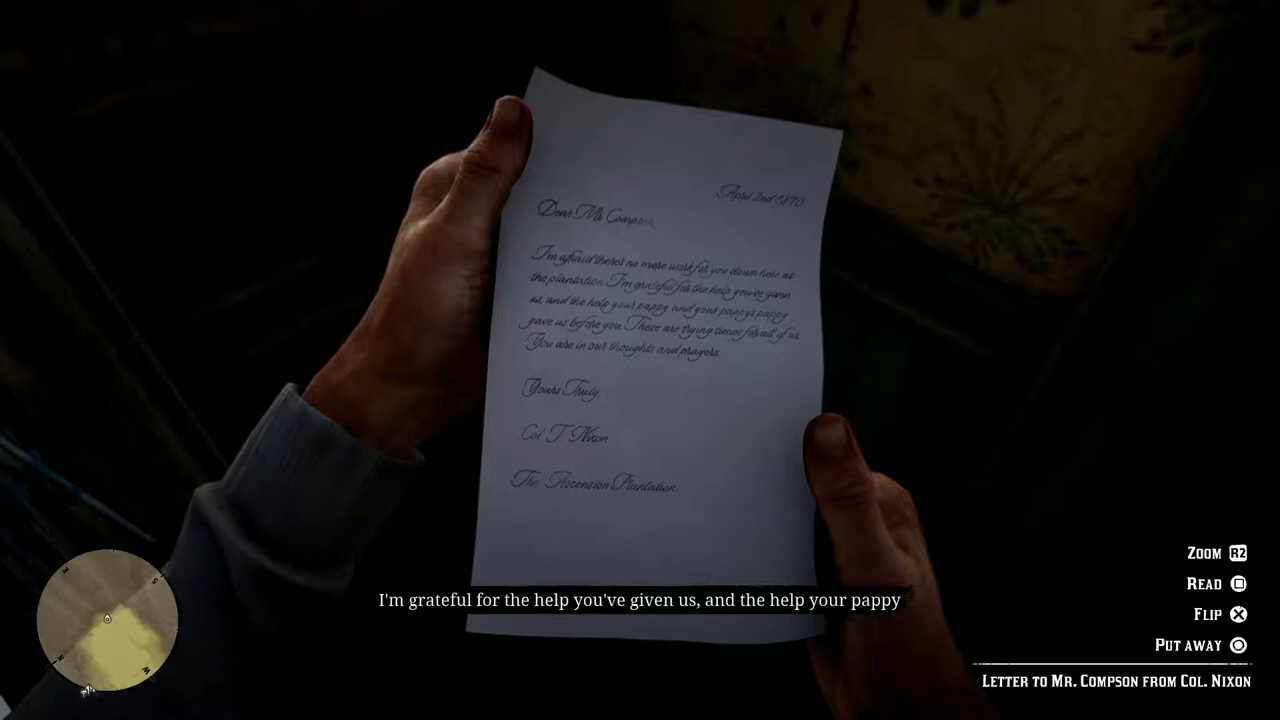 April 2nd 1870
Dear Mr Compson,
I'm afraid there's no more work for you down here at
the plantation. I'm grateful for the help you've given
us, and the help your pappy and your pappy's pappy
gave us before you. These are trying times for all of us.
You are in our thoughts and prayers.
Yours Truly,
Col. T. Nixon
The Ascension Plantation
I'm grateful for the help you've given us, and the help your pappy
ZOOM R2
READ
FLIP
PUT AWAY
LETTER TO MR. COMPSON FROM COL. NIXON